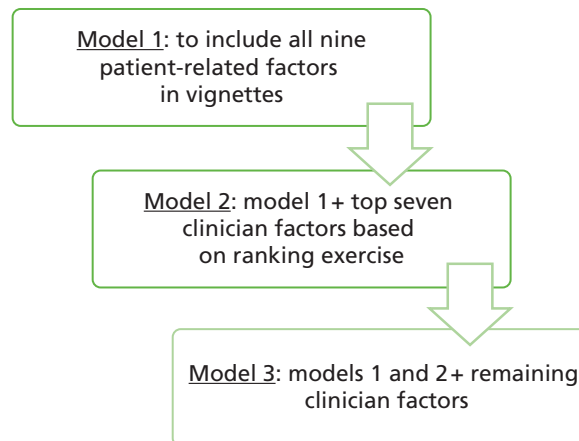 Model 1: to include all nine
patient-related factors
in vignettes
Model 2: model 1+ top seven
clinician factors based
on ranking exercise
Model 3: models 1 and 2+ remaining
clinician factors